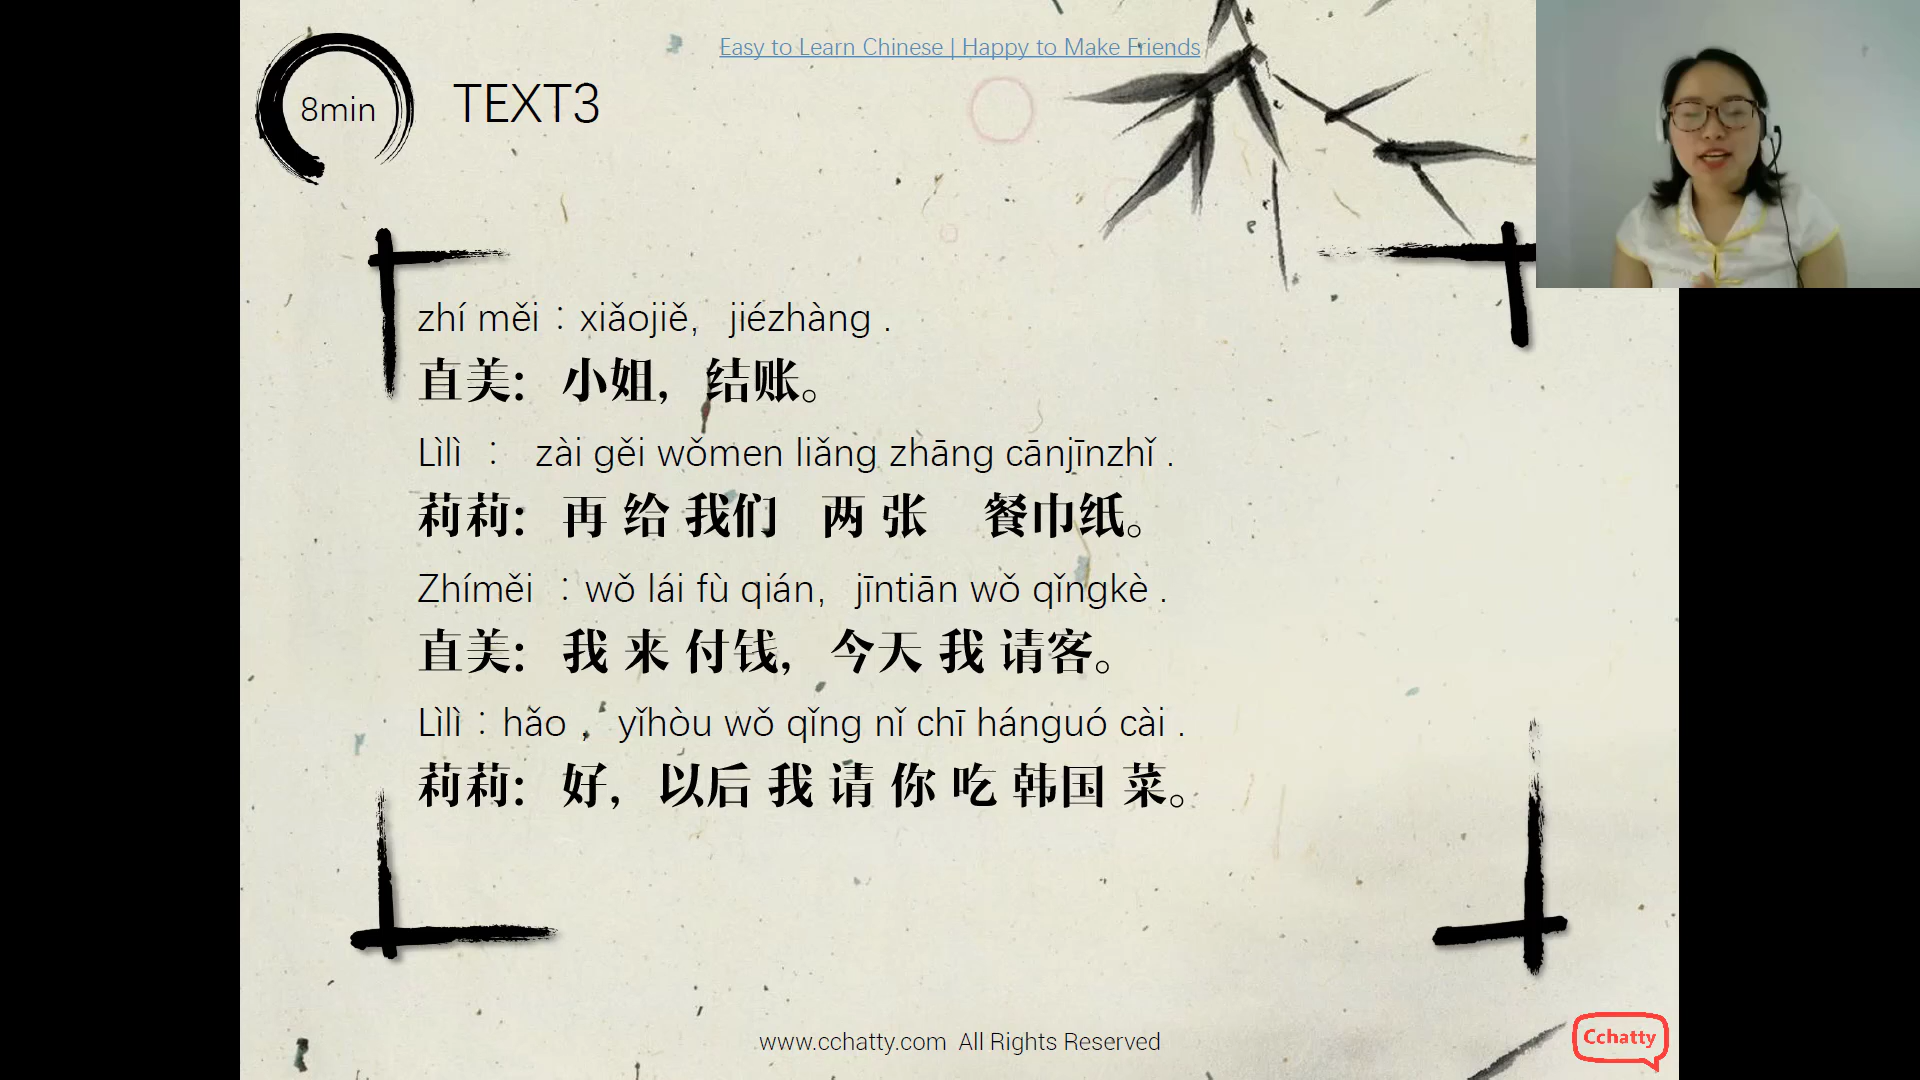 Easy to Learn Chinese | Happy to Make Friends
8min
TEXT3
zhí měi：xiǎojiě, jiézhàng .
直美：小姐，结账。
Lìlì ： zài gěi wǒmen liǎng zhāng cānjīnzhǐ .
莉莉：再 给 我们 两 张 餐巾纸。
Zhíměi ：wǒ lái fù qián, jīntiān wǒ qǐngkè .
直美：我 来 付钱，今天 我 请客。
Lìlì：hǎo , yǐhòu wǒ qǐng nǐ chī hánguó cài .
莉莉：好，以后 我 请 你 吃 韩国 菜。
www.cchatty.com All Rights Reserved
Cchatty